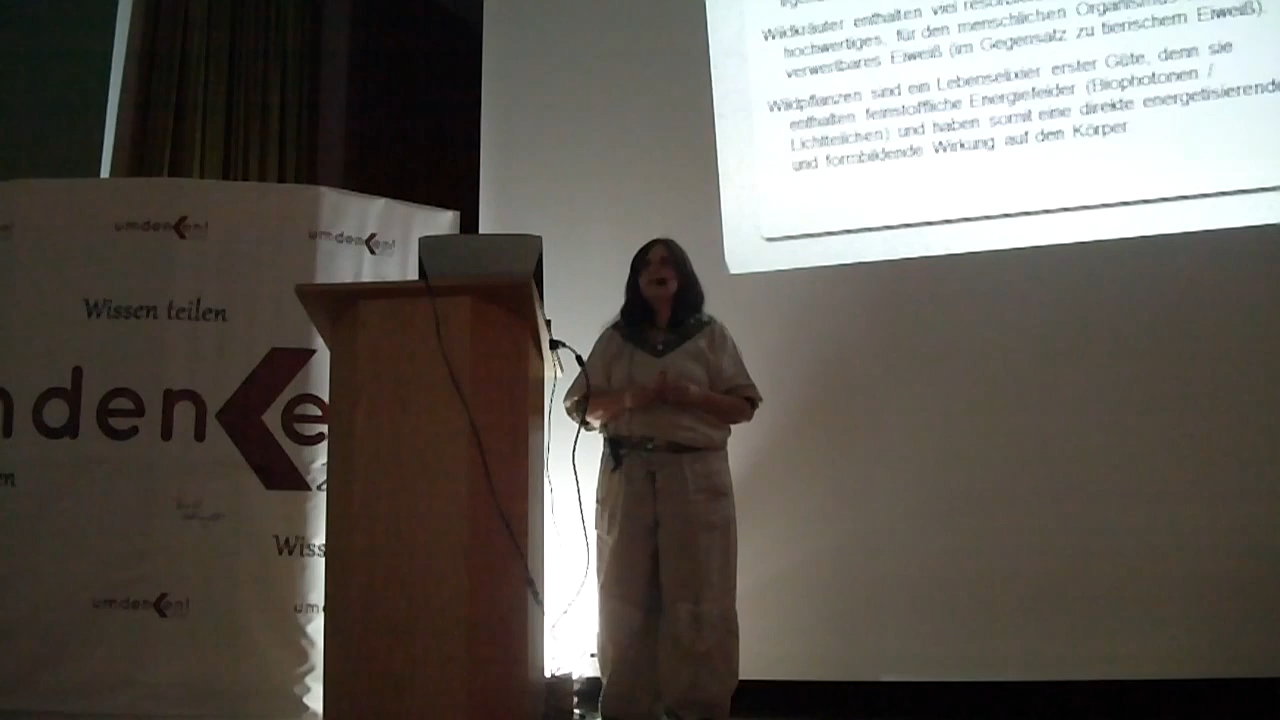 Wildkräuter enthalten viel
hochwertiges, für den menschlichen
verwertbares Eiweiß (im Gegensatz zu tierischem Eiweiß).
Wildpflanzen sind ein Lebenselixier erster Güte, denn sie
enthalten feinstoffliche Energiefelder (Biophotonen /
Lichtteilchen) und haben somit eine direkte energetisierende
und formbildende Wirkung auf den Körper.
umdenken!
umdenken!
Wissen teilen
ndenke
en
2
Wiss
umdenken!
um